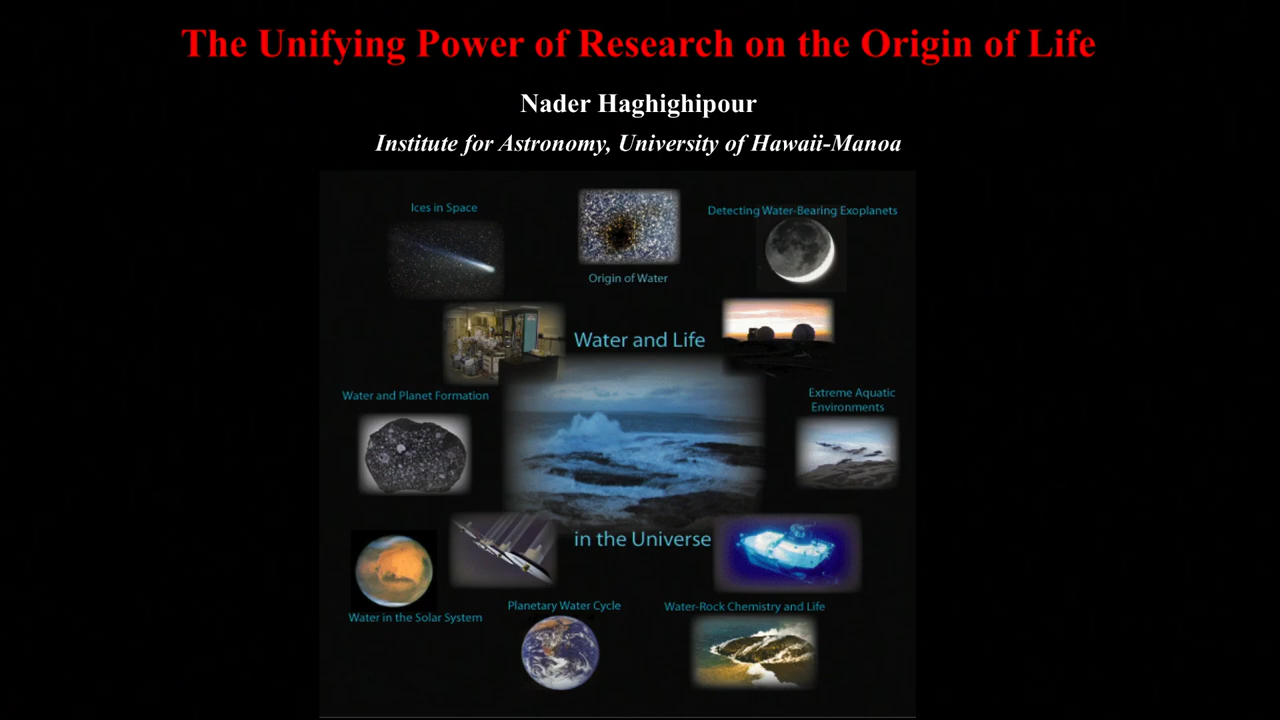 The Unifying Power of Research on the Origin of Life
Nader Haghighipour
Institute for Astronomy, University of Hawaii-Manoa
Ices in Space
Detecting Water-Bearing Exoplanets
Origin of Water
Water and Life
Water and Planet Formation
Extreme Aquatic
Environments
in the Universe
Planetary Water Cycle
Water-Rock Chemistry and Life
Water in the Solar System